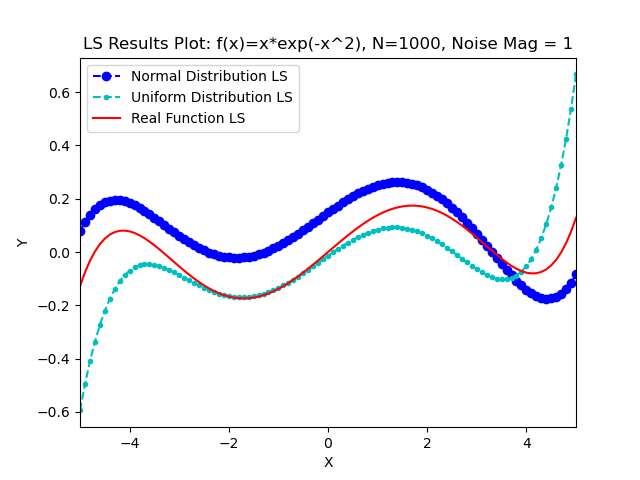 LS Results Plot: f(x)=x*exp(-x^2), N=1000, Noise Mag = 1
Normal Distribution LS
Uniform Distribution LS
Real Function LS
0.6
0.4
0.2
0.0
−0.2
−0.4
−0.6
Y
−4
−2
0
2
4
X